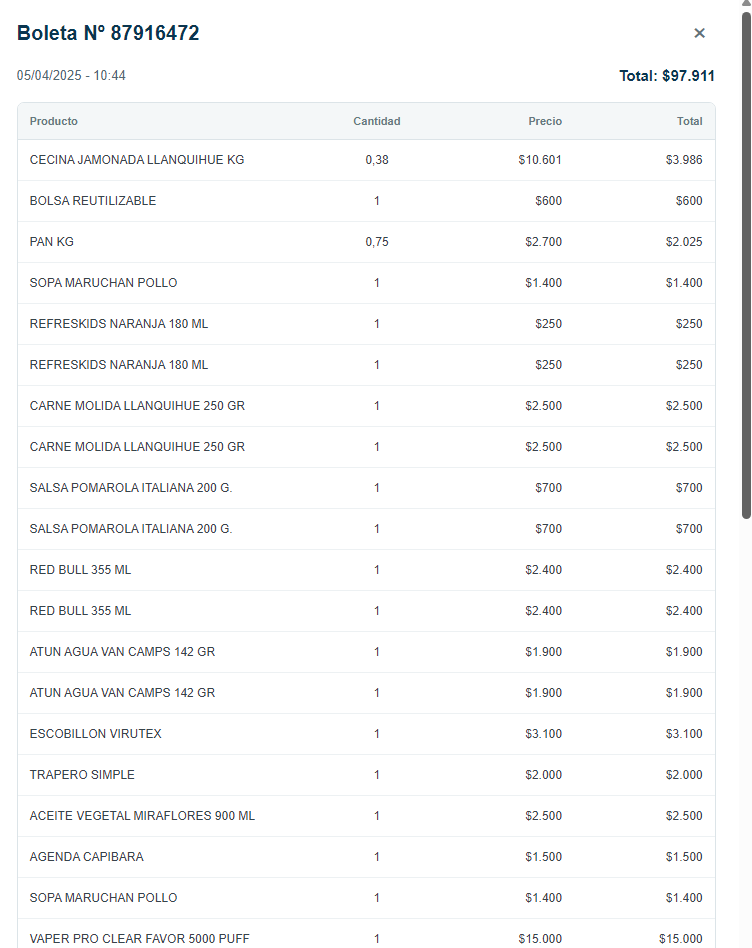 Boleta Nº 87916472 ×
05/04/2025 - 10:44 Total: $97.911
Producto Cantidad Precio Total
CECINA JAMONADA LLANQUIHUE KG 0,38 $10.601 $3.986
BOLSA REUTILIZABLE 1 $600 $600
PAN KG 0,75 $2.700 $2.025
SOPA MARUCHAN POLLO 1 $1.400 $1.400
REFRESKIDS NARANJA 180 ML 1 $250 $250
REFRESKIDS NARANJA 180 ML 1 $250 $250
CARNE MOLIDA LLANQUIHUE 250 GR 1 $2.500 $2.500
CARNE MOLIDA LLANQUIHUE 250 GR 1 $2.500 $2.500
SALSA POMAROLA ITALIANA 200 G. 1 $700 $700
SALSA POMAROLA ITALIANA 200 G. 1 $700 $700
RED BULL 355 ML 1 $2.400 $2.400
RED BULL 355 ML 1 $2.400 $2.400
ATUN AGUA VAN CAMPS 142 GR 1 $1.900 $1.900
ATUN AGUA VAN CAMPS 142 GR 1 $1.900 $1.900
ESCOBILLON VIRUTEX 1 $3.100 $3.100
TRAPERO SIMPLE 1 $2.000 $2.000
ACEITE VEGETAL MIRAFLORES 900 ML 1 $2.500 $2.500
AGENDA CAPIBARA 1 $1.500 $1.500
SOPA MARUCHAN POLLO 1 $1.400 $1.400
VAPER PRO CLEAR FAVOR 5000 PUFF 1 $15.000 $15.000